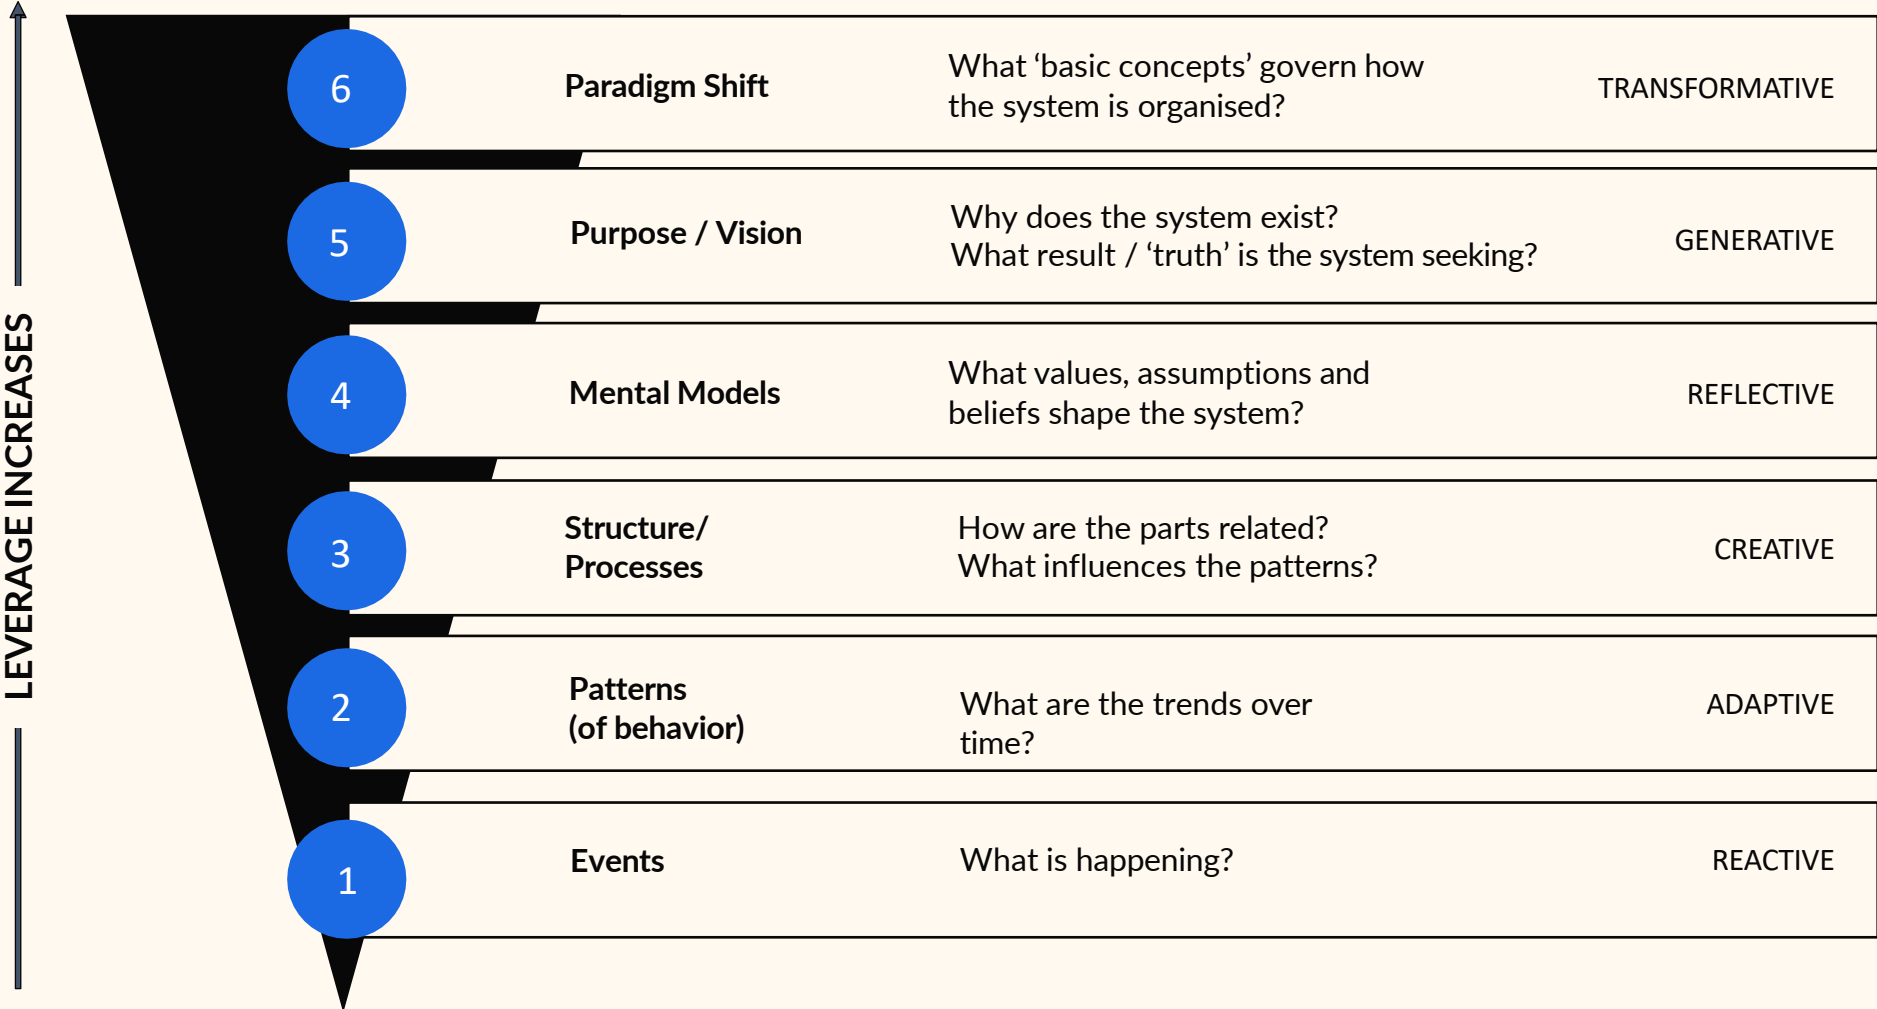 6
Paradigm Shift
What ‘basic concepts’ govern how
the system is organised?
TRANSFORMATIVE
5
Purpose / Vision
Why does the system exist?
What result / ‘truth’ is the system seeking?
GENERATIVE
4
Mental Models
What values, assumptions and
beliefs shape the system?
REFLECTIVE
3
Structure/
Processes
How are the parts related?
What influences the patterns?
CREATIVE
2
Patterns
(of behavior)
What are the trends over
time?
ADAPTIVE
1
Events
What is happening?
REACTIVE
LEVERAGE INCREASES